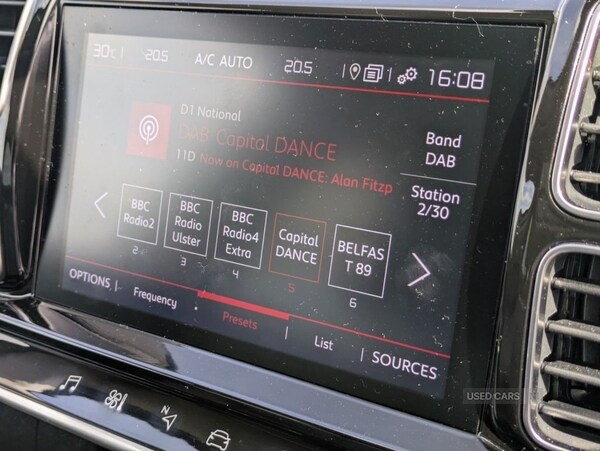 30°C 20.5 A/C AUTO 20.5 16:08
D1 National
DAB Capital DANCE
11D Now on Capital DANCE: Alan Fitzp
Band
DAB
Station
2/30
BBC
Radio2
2
BBC
Radio
Ulster
3
BBC
Radio4
Extra
4
Capital
DANCE
5
BELFAS
T 89
6
OPTIONS
Frequency
Presets
List
SOURCES
USED CARS